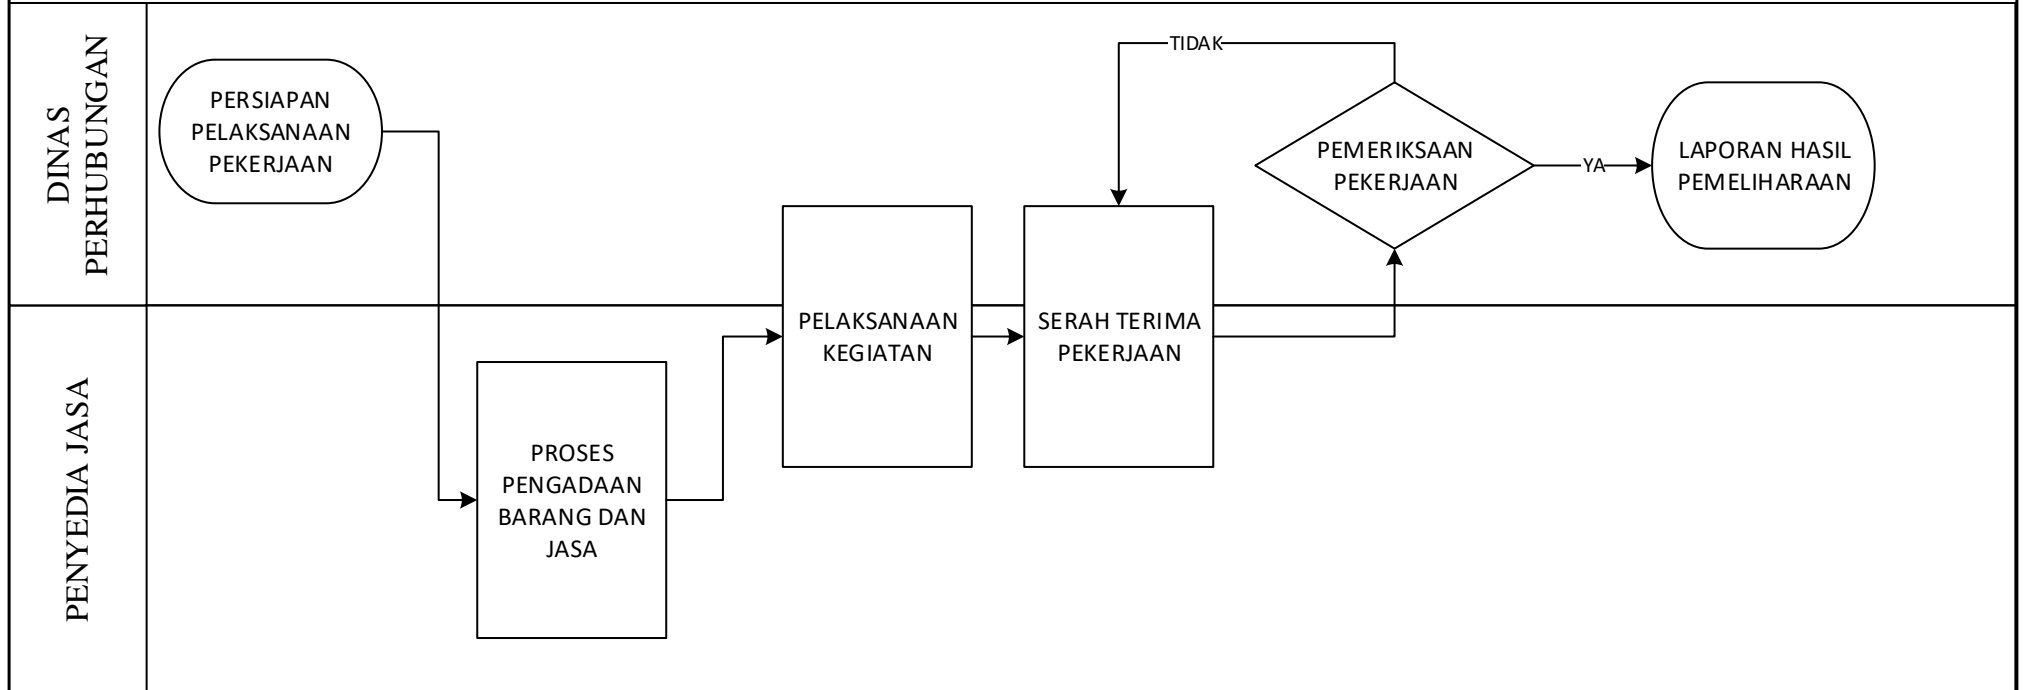 DINAS
PERHUBUNGAN
PERSIAPAN
PELAKSANAAN
PEKERJAAN
TIDAK
PEMERIKSAAN
PEKERJAAN
YA
LAPORAN HASIL
PEMELIHARAAN
PELAKSANAAN
KEGIATAN
SERAH TERIMA
PEKERJAAN
PENYEDIA JASA
PROSES
PENGADAAN
BARANG DAN
JASA